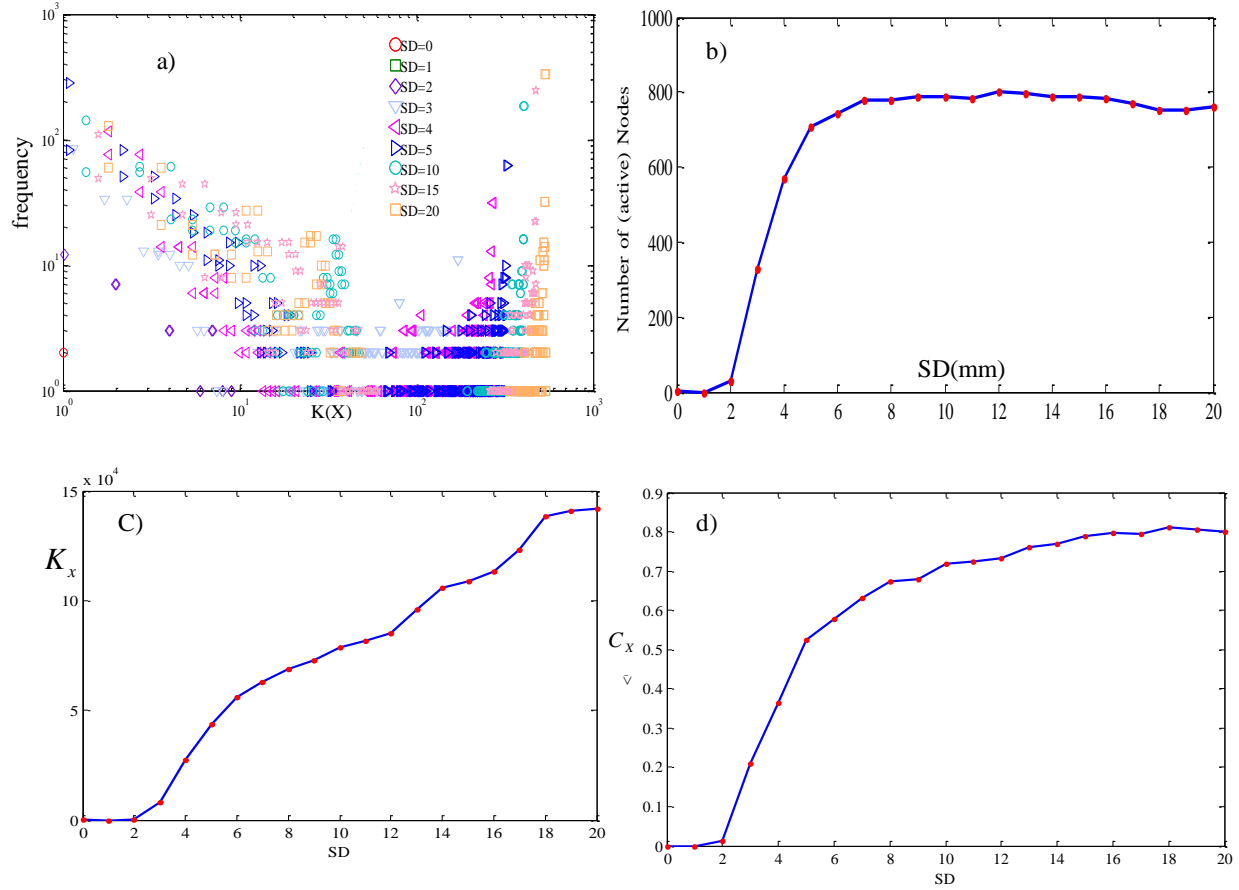 a)
frequency
10^3
10^2
10^1
10^0
10^0
10^1
10^2
10^3
K(X)
SD=0
SD=1
SD=2
SD=3
SD=4
SD=5
SD=10
SD=15
SD=20
b)
Number of (active) Nodes
1000
800
600
400
200
0
0 2 4 6 8 10 12 14 16 18 20
SD(mm)
C)
x 10^4
K_x
15
10
5
0
0 2 4 6 8 10 12 14 16 18 20
SD
d)
C_X
0.9
0.8
0.7
0.6
0.5
0.4
0.3
0.2
0.1
0
0 2 4 6 8 10 12 14 16 18 20
SD